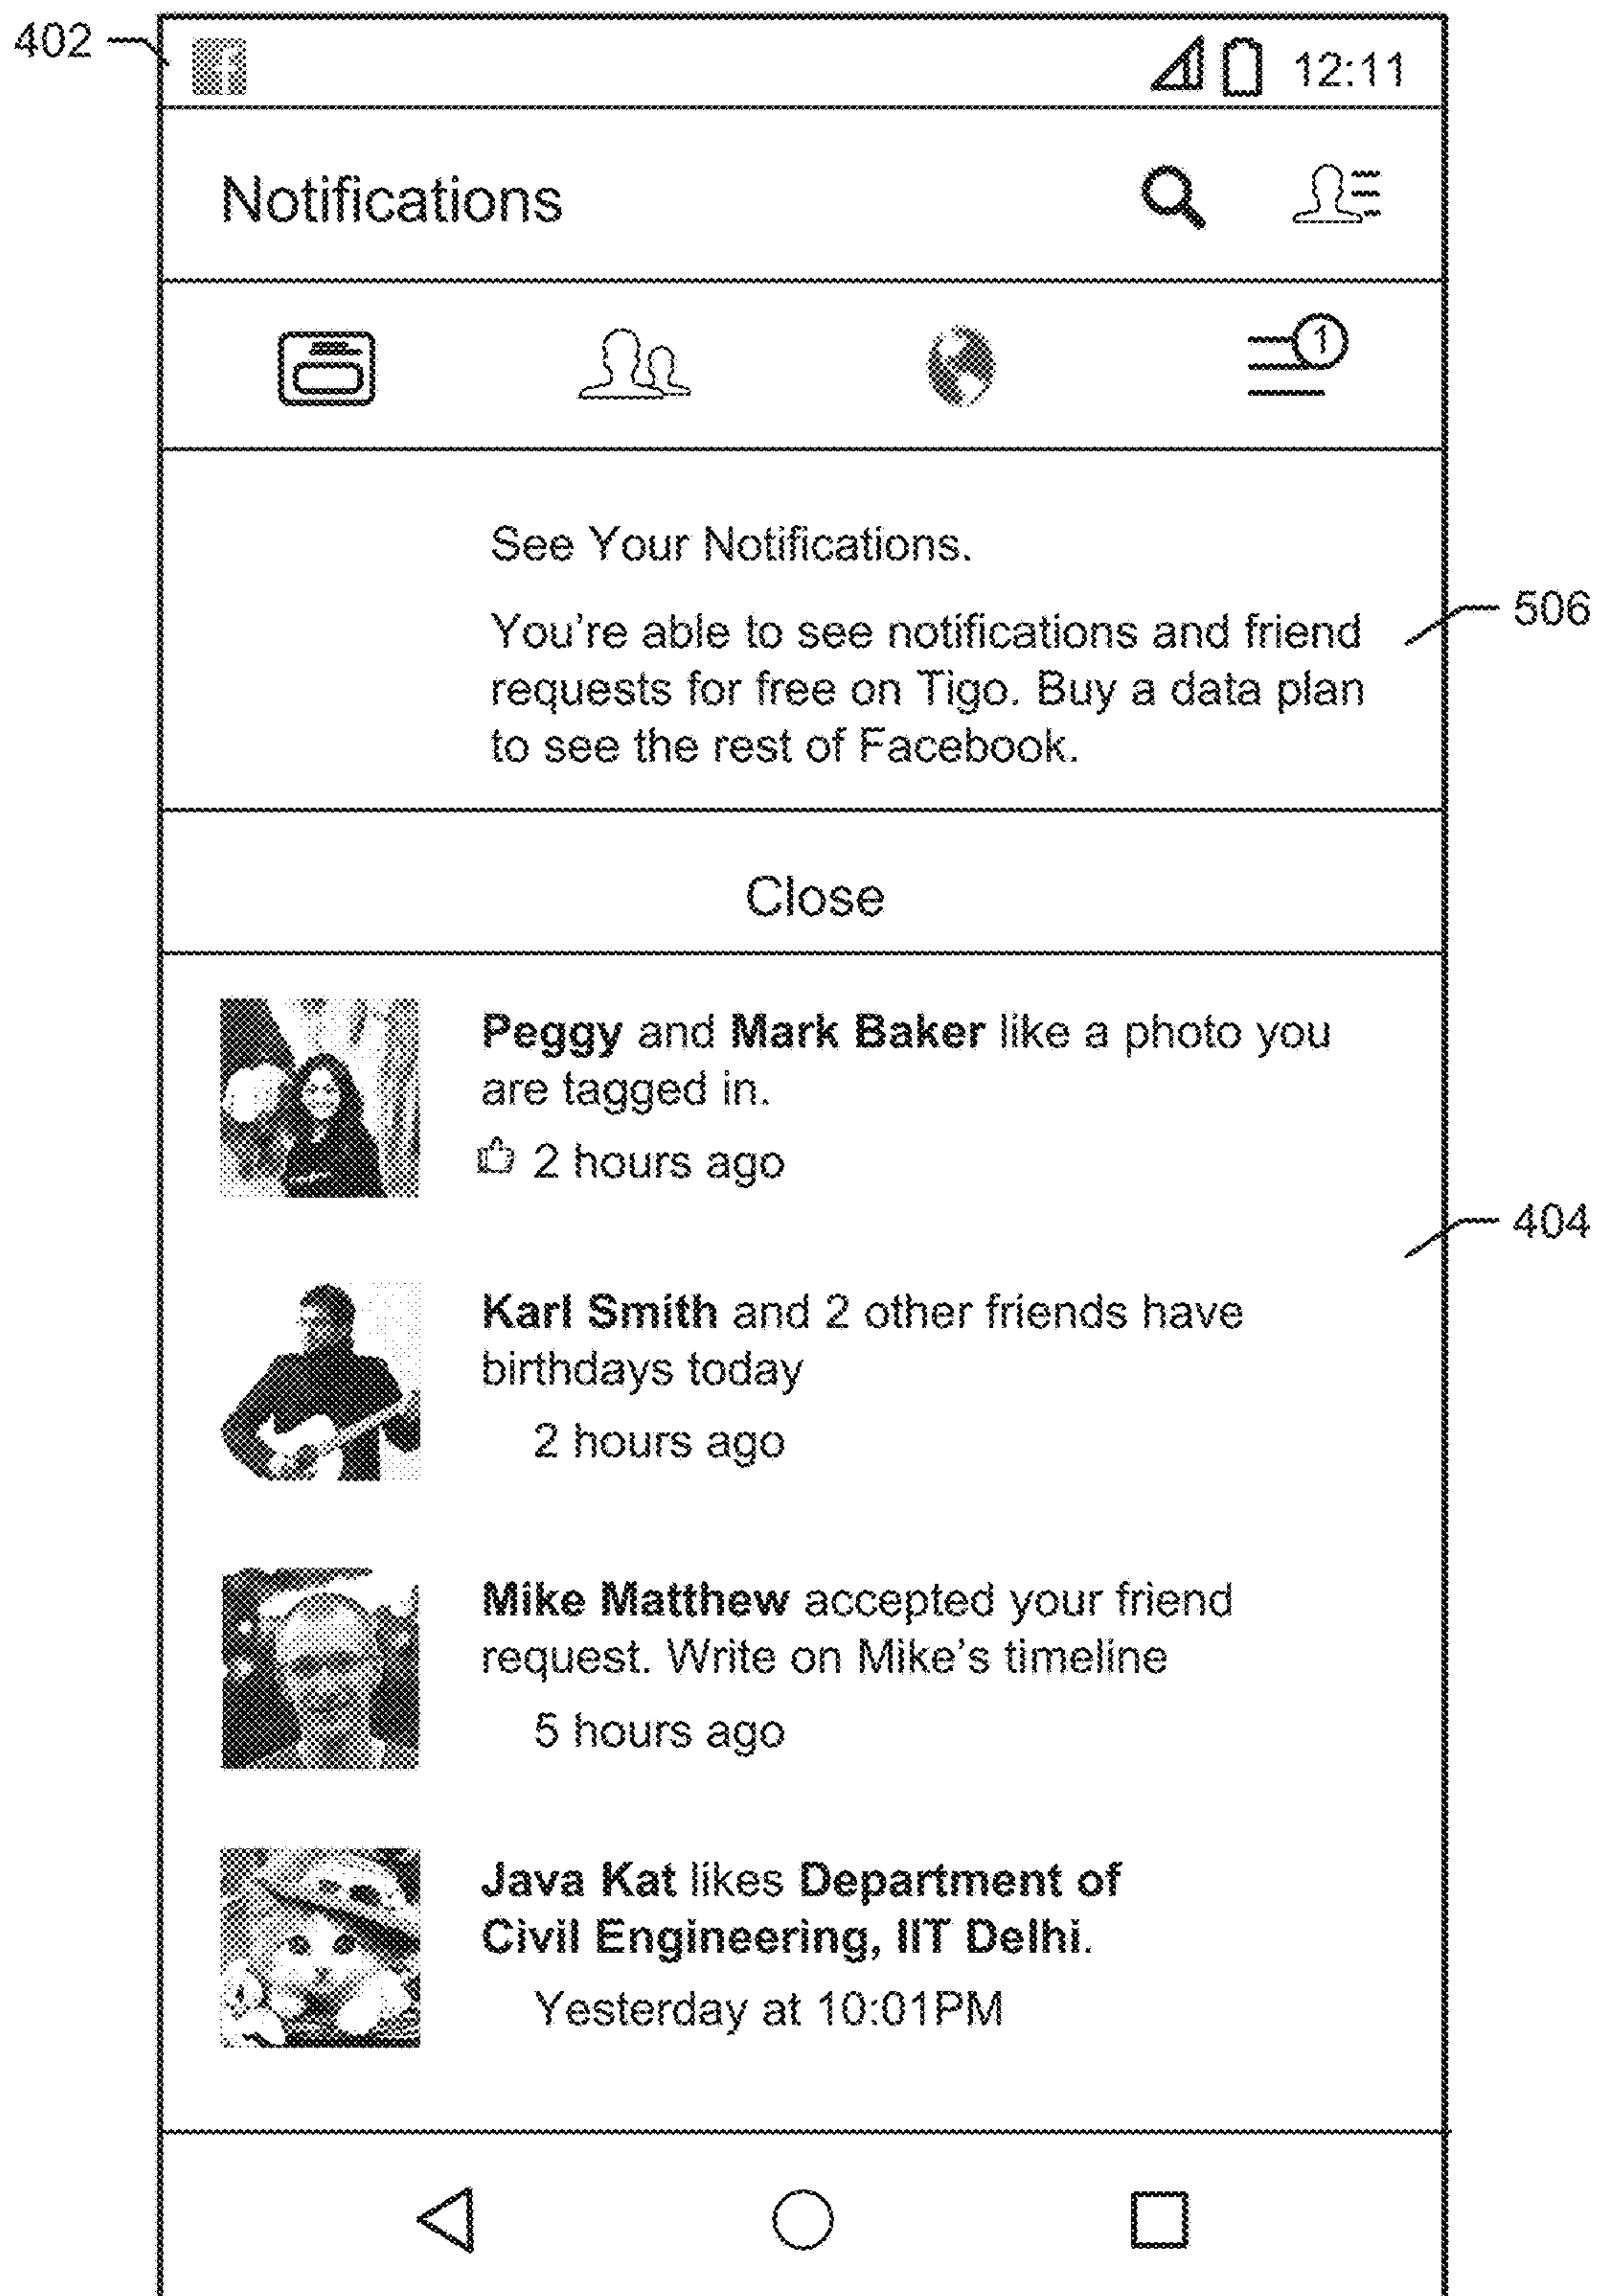 402
f
12:11
Notifications
1
See Your Notifications.
You're able to see notifications and friend
506
requests for free on Tigo. Buy a data plan
to see the rest of Facebook.
Close
Peggy and Mark Baker like a photo you
are tagged in.
2 hours ago
404
Karl Smith and 2 other friends have
birthdays today
2 hours ago
Mike Matthew accepted your friend
request. Write on Mike's timeline
5 hours ago
Java Kat likes Department of
Civil Engineering, IIT Delhi.
Yesterday at 10:01PM